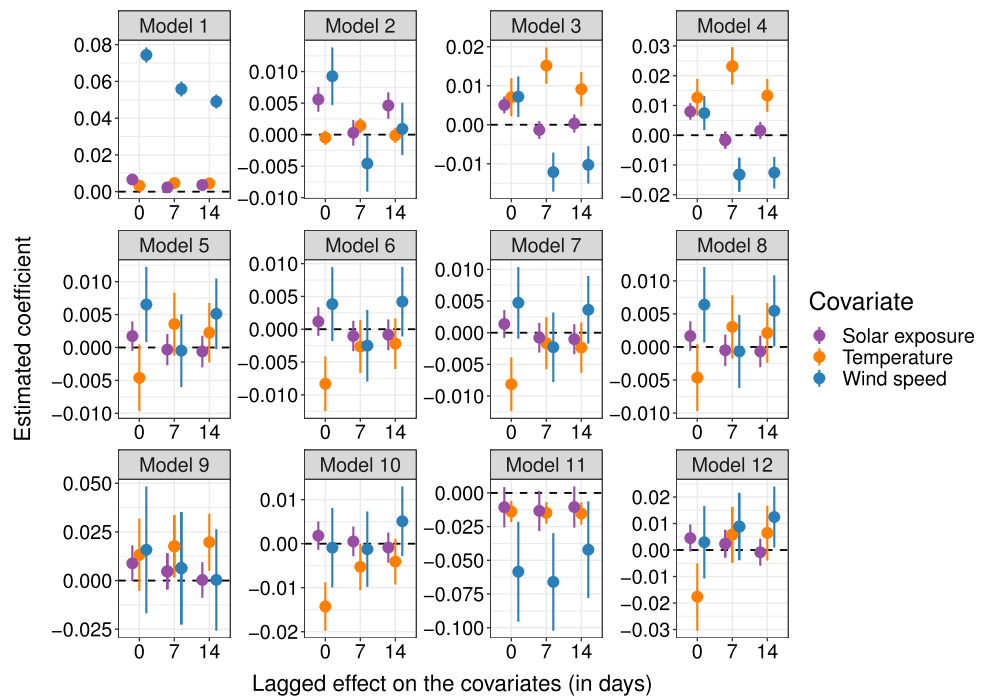 Model 1
Model 2
Model 3
Model 4
0.08
0.06
0.04
0.02
0.00
0.010
0.005
0.000
−0.005
−0.010
0.02
0.01
0.00
−0.01
0.03
0.02
0.01
0.00
−0.01
−0.02
0 7 14
0 7 14
0 7 14
0 7 14
Model 5
Model 6
Model 7
Model 8
0.010
0.005
0.000
−0.005
−0.010
0.010
0.005
0.000
−0.005
−0.010
0.010
0.005
0.000
−0.005
−0.010
0.010
0.005
0.000
−0.005
−0.010
0 7 14
0 7 14
0 7 14
0 7 14
Model 9
Model 10
Model 11
Model 12
0.050
0.025
0.000
−0.025
0.01
0.00
−0.01
−0.02
0.000
−0.025
−0.050
−0.075
−0.100
0.02
0.01
0.00
−0.01
−0.02
−0.03
0 7 14
0 7 14
0 7 14
0 7 14
Estimated coefficient
Lagged effect on the covariates (in days)
Covariate
Solar exposure
Temperature
Wind speed